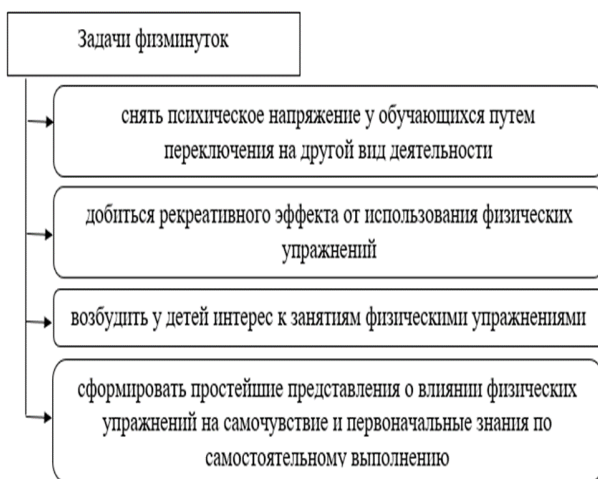 Задачи физминуток
снять психическое напряжение у обучающихся путем
переключения на другой вид деятельности
добиться рекреативного эффекта от использования физических
упражнений
возбудить у детей интерес к занятиям физическими упражнениями
сформировать простейшие представления о влиянии физических
упражнений на самочувствие и первоначальные знания по
самостоятельному выполнению